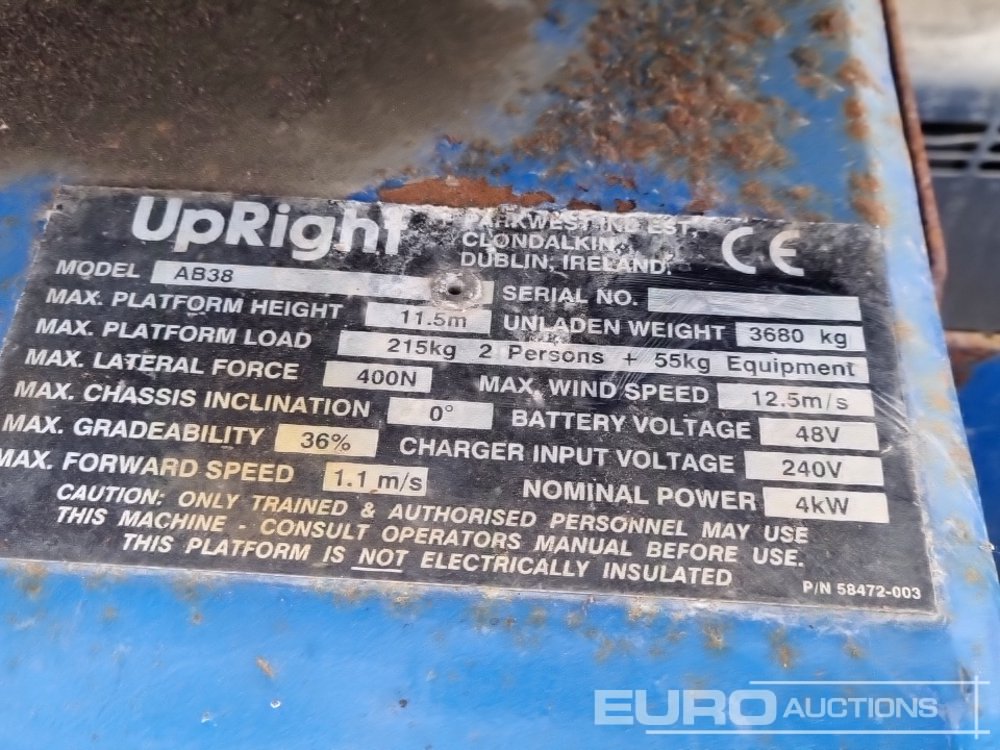 UpRight
PARKWEST IND EST,
CLONDALKIN,
DUBLIN, IRELAND,
CE
MODEL AB38
SERIAL NO.
MAX. PLATFORM HEIGHT 11.5m
UNLADEN WEIGHT 3680 kg
MAX. PLATFORM LOAD 215kg 2 Persons + 55kg Equipment
MAX. LATERAL FORCE 400N
MAX. WIND SPEED 12.5m/s
MAX. CHASSIS INCLINATION 0°
BATTERY VOLTAGE 48V
MAX. GRADEABILITY 36%
CHARGER INPUT VOLTAGE 240V
MAX. FORWARD SPEED 1.1 m/s
NOMINAL POWER 4kW
CAUTION; ONLY TRAINED & AUTHORISED PERSONNEL MAY USE
THIS MACHINE - CONSULT OPERATORS MANUAL BEFORE USE.
THIS PLATFORM IS NOT ELECTRICALLY INSULATED
P/N 58472-003
EURO AUCTIONS